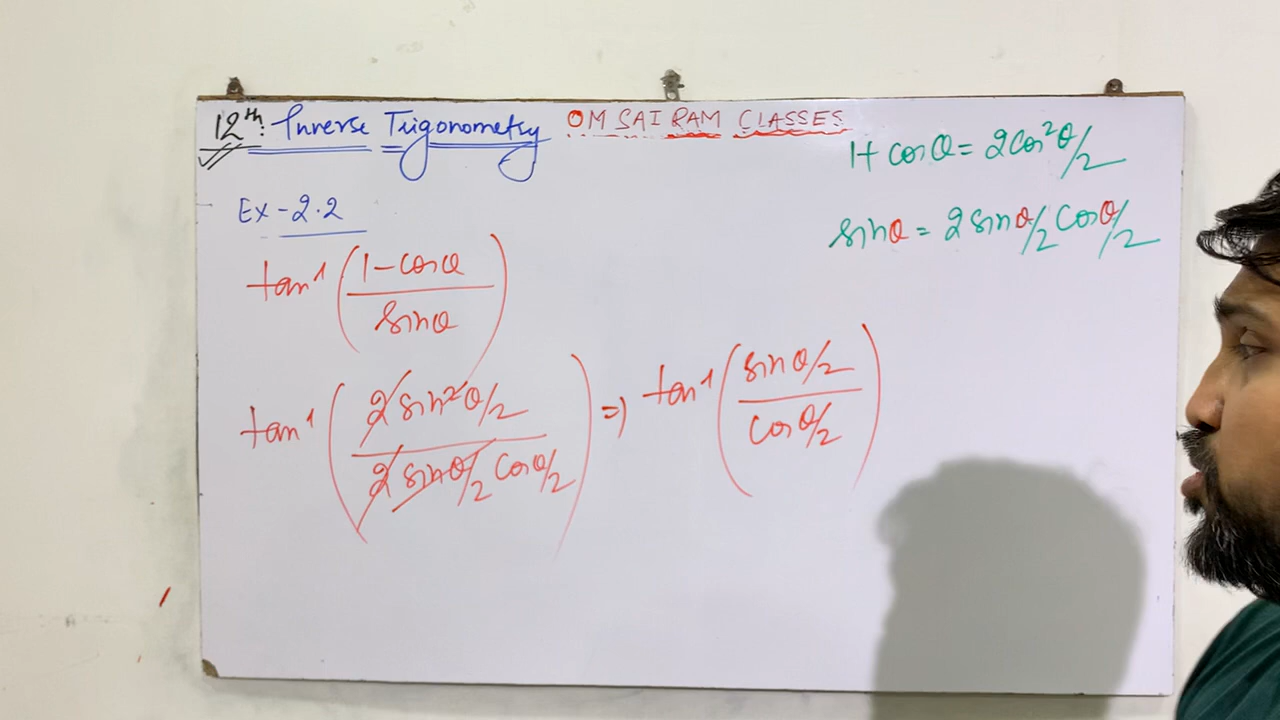 12th: Inverse Trigonometry OM SAI RAM CLASSES
1+ cosθ = 2cos²θ/2
sinθ = 2sinθ/2 cosθ/2
Ex-2.2
tan⁻¹ (1-cosθ / sinθ)
tan⁻¹ (2sin²θ/2 / 2sinθ/2 cosθ/2) => tan⁻¹ (sinθ/2 / cosθ/2)